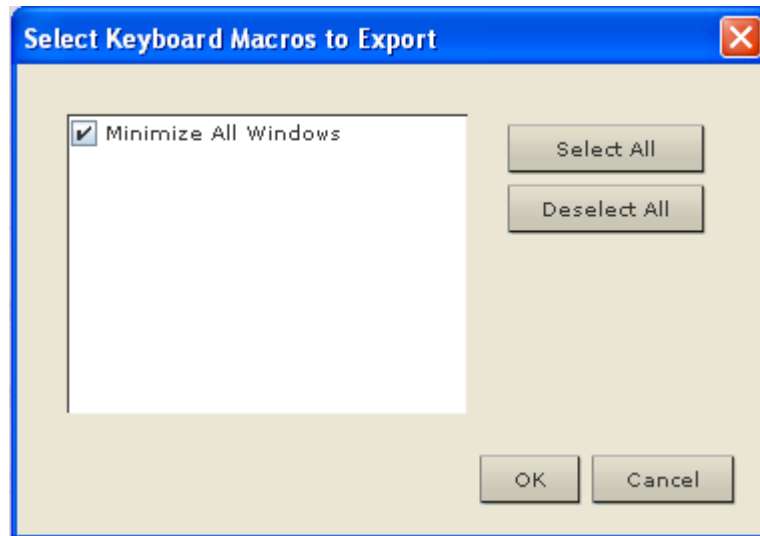 Select Keyboard Macros to Export
Minimize All Windows
Select All
Deselect All
OK
Cancel